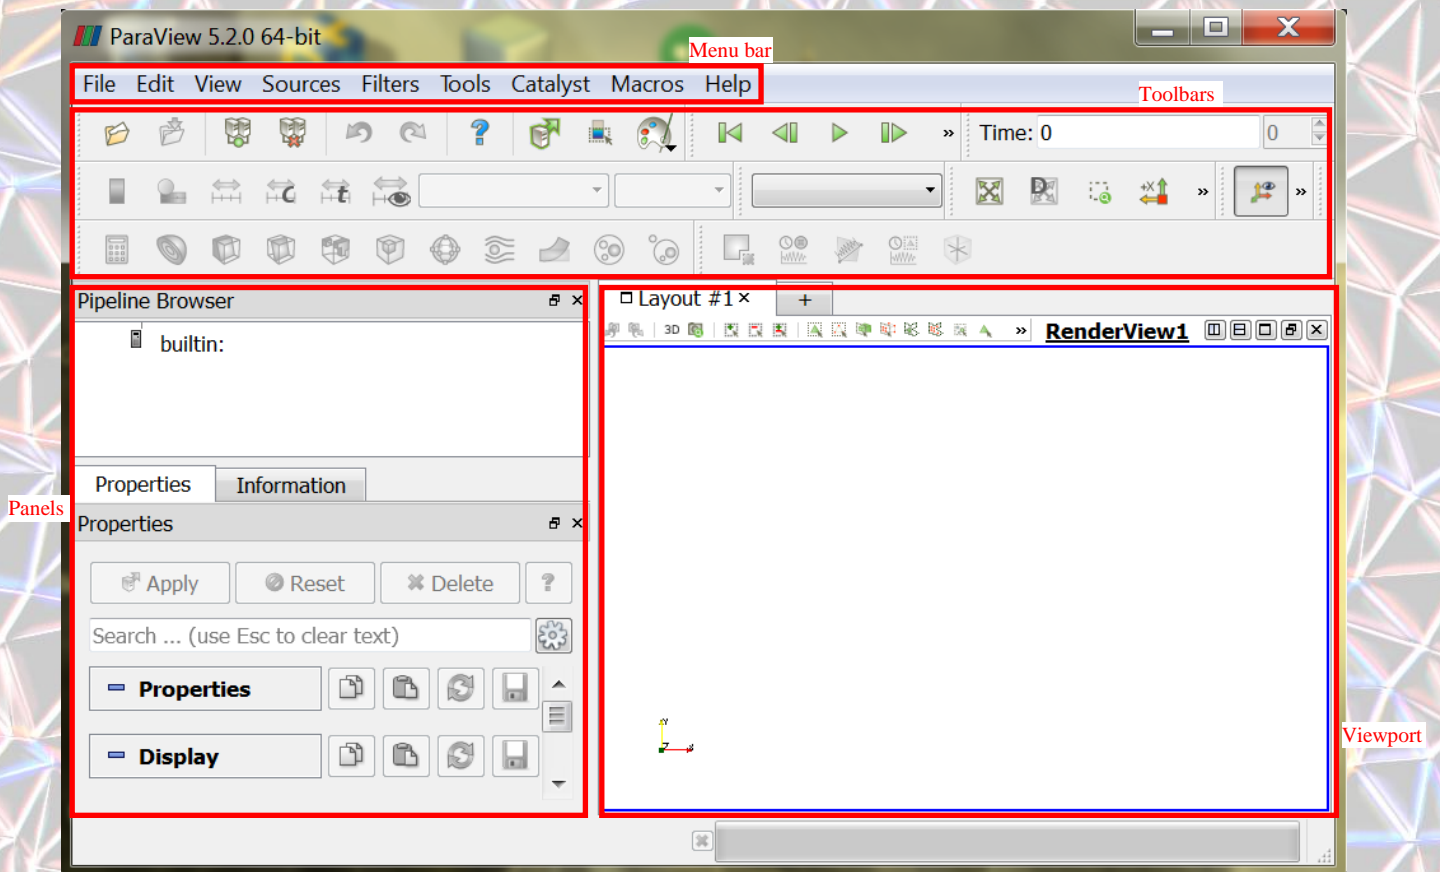 ParaView 5.2.0 64-bit
Menu bar
File Edit View Sources Filters Tools Catalyst Macros Help
Toolbars
Time: 0 0
Pipeline Browser
Layout #1
builtin:
3D
RenderView1
Properties Information
Panels
Properties
Apply Reset Delete ?
Search ... (use Esc to clear text)
Properties
Display
Y
Z X
Viewport